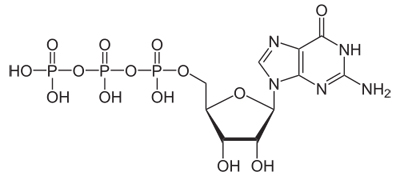 O
O O O N NH
HO P O P O P O
OH OH OH O N N NH2
OH OH